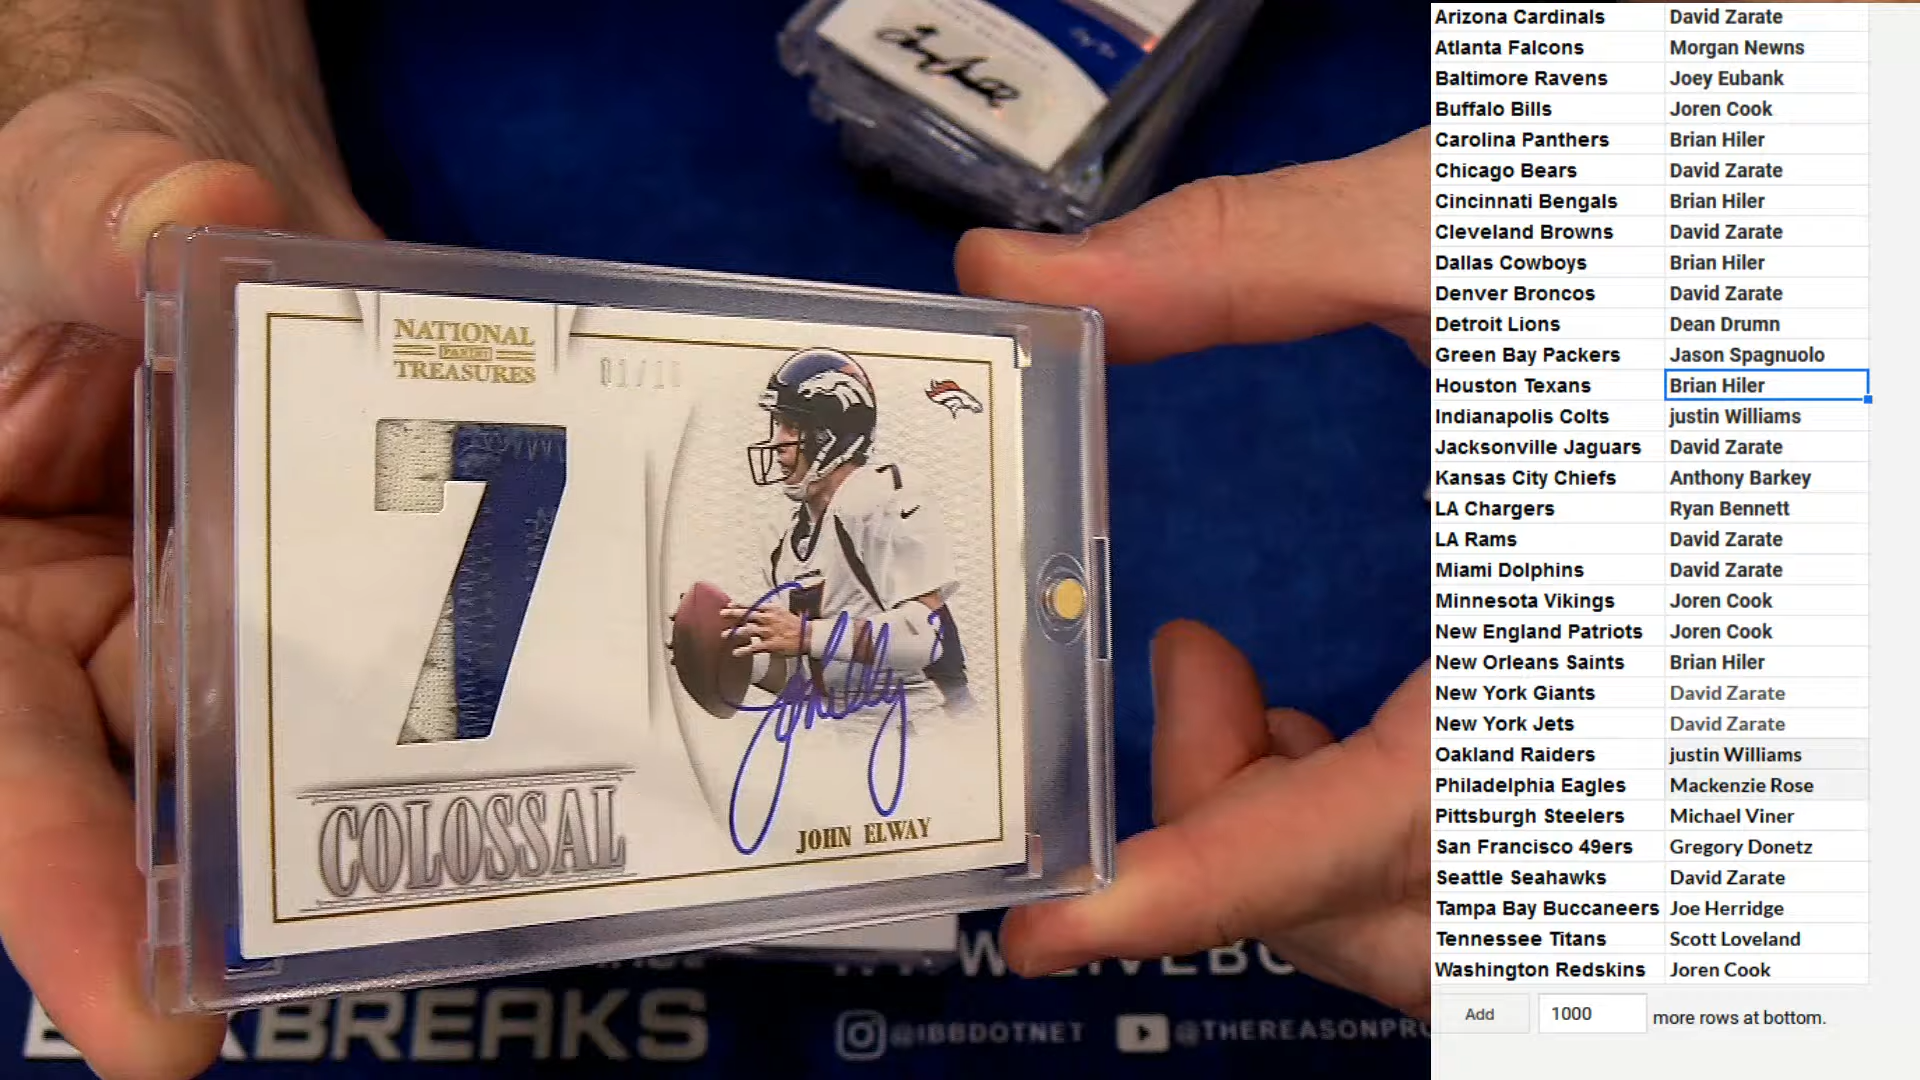 NATIONAL
PANINI
TREASURES
7
COLOSSAL
JOHN ELWAY
BREAKS
@IBBDOTNET
Arizona Cardinals David Zarate
Atlanta Falcons Morgan Newns
Baltimore Ravens Joey Eubank
Buffalo Bills Joren Cook
Carolina Panthers Brian Hiler
Chicago Bears David Zarate
Cincinnati Bengals Brian Hiler
Cleveland Browns David Zarate
Dallas Cowboys Brian Hiler
Denver Broncos David Zarate
Detroit Lions Dean Drumn
Green Bay Packers Jason Spagnuolo
Houston Texans Brian Hiler
Indianapolis Colts justin Williams
Jacksonville Jaguars David Zarate
Kansas City Chiefs Anthony Barkey
LA Chargers Ryan Bennett
LA Rams David Zarate
Miami Dolphins David Zarate
Minnesota Vikings Joren Cook
New England Patriots Joren Cook
New Orleans Saints Brian Hiler
New York Giants David Zarate
New York Jets David Zarate
Oakland Raiders justin Williams
Philadelphia Eagles Mackenzie Rose
Pittsburgh Steelers Michael Viner
San Francisco 49ers Gregory Donetz
Seattle Seahawks David Zarate
Tampa Bay Buccaneers Joe Herridge
Tennessee Titans Scott Loveland
Washington Redskins Joren Cook
Add 1000 more rows at bottom.